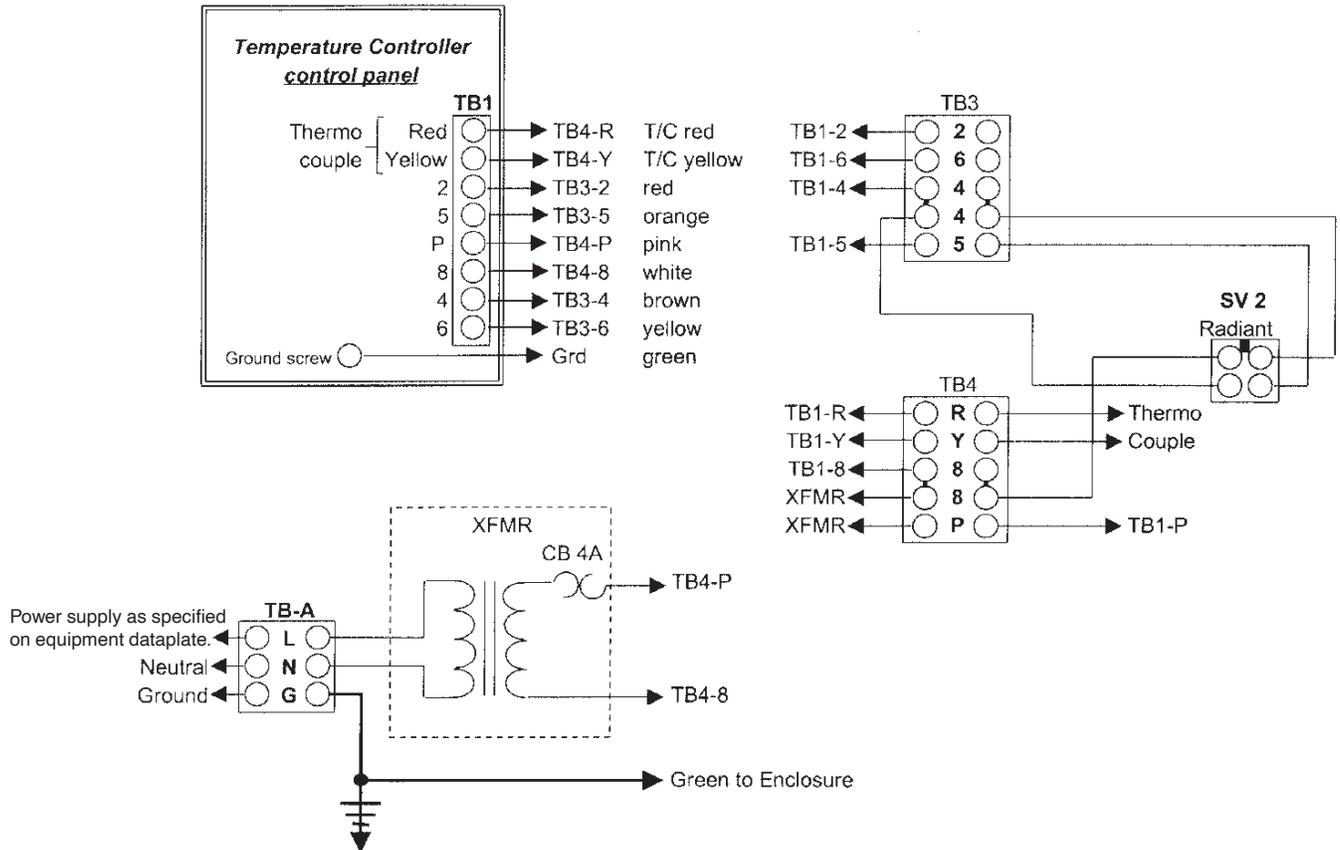 Temperature Controller
control panel
TB1
Thermo
couple
Red TB4-R T/C red
Yellow TB4-Y T/C yellow
2 TB3-2 red
5 TB3-5 orange
P TB4-P pink
8 TB4-8 white
4 TB3-4 brown
6 TB3-6 yellow
Ground screw Grd green
TB3
TB1-2 2
TB1-6 6
TB1-4 4
4
TB1-5 5
SV 2
Radiant
TB4
TB1-R R Thermo
TB1-Y Y Couple
TB1-8 8
XFMR 8
XFMR P TB1-P
XFMR
CB 4A
TB4-P
TB4-8
TB-A
Power supply as specified
on equipment dataplate. L
Neutral N
Ground G
Green to Enclosure